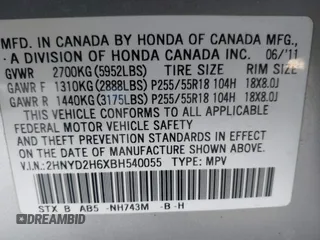 MADE IN CANADA BY HONDA OF CANADA MFG.,
A DIVISION OF HONDA CANADA INC. 06/'11
GVWR 2700KG(5952LBS) TIRE SIZE RIM SIZE
GAWR F 1310KG(2888LBS) P255/55R18 104H 18X8.0J
GAWR R 1440KG(3175LBS) P255/55R18 104H 18X8.0J
THIS VEHICLE CONFORMS TO ALL APPLICABLE
FEDERAL MOTOR VEHICLE SAFETY AND
THEFT PREVENTION STANDARDS IN EFFECT
ON THE DATE OF MANUFACTURE SHOWN ABOVE.
V.I.N.:2HNYD2H6XBH540055 TYPE: MPV
STX B AB5 -NH743M -B-H
© AUTOBIDMASTER